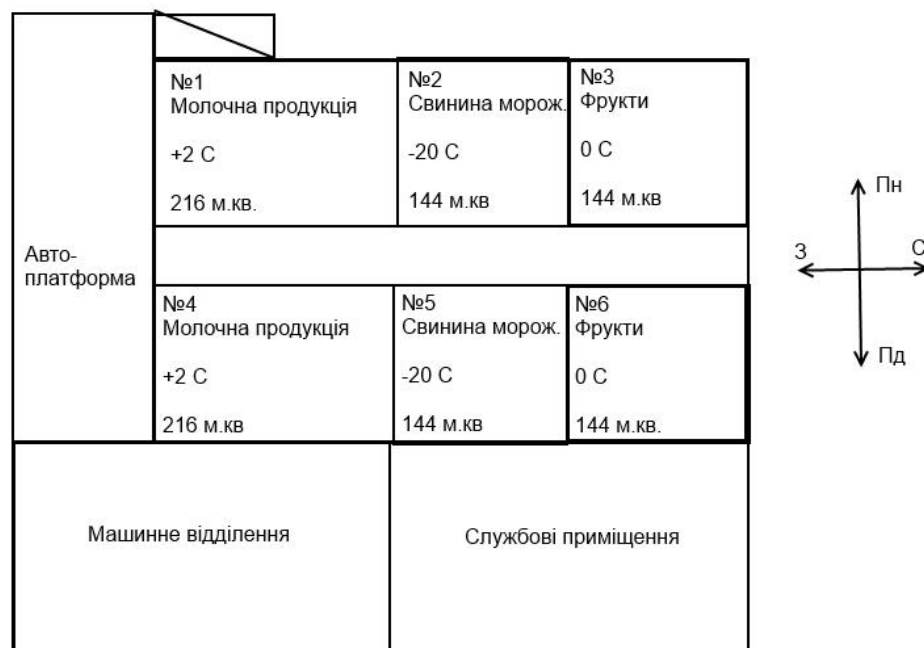 №1
Молочна продукція
+2 С
216 м.кв.
№2
Свинина морож.
-20 С
144 м.кв
№3
Фрукти
0 С
144 м.кв
Авто-
платформа
№4
Молочна продукція
+2 С
216 м.кв
№5
Свинина морож.
-20 С
144 м.кв
№6
Фрукти
0 С
144 м.кв.
Машинне відділення
Службові приміщення
Пн
З
С
Пд